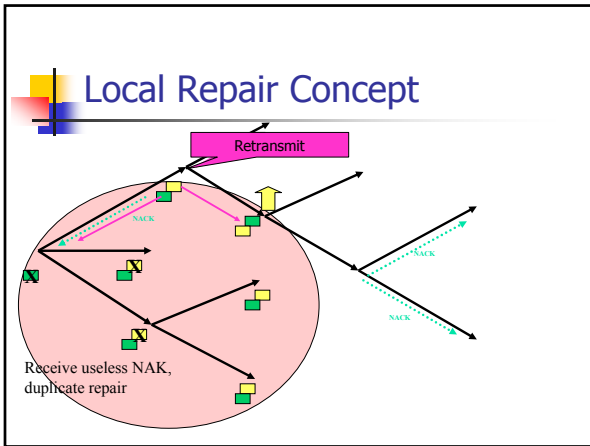 Local Repair Concept
Retransmit
NACK
NACK
NACK
X
X
X
Receive useless NAK,
duplicate repair